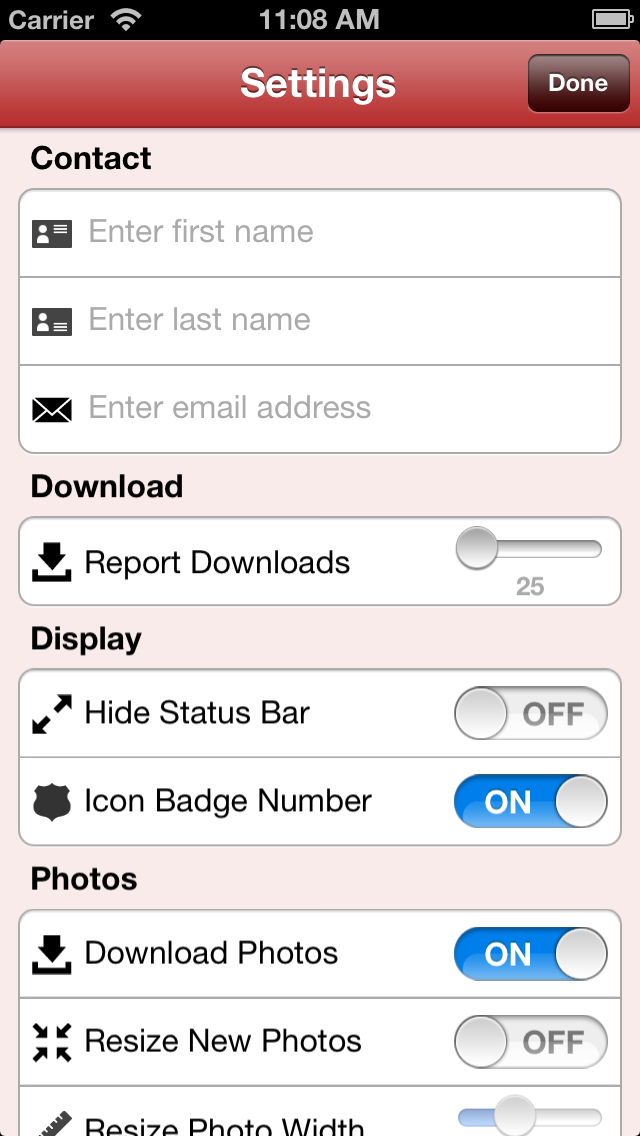 Carrier 11:08 AM
Settings
Done
Contact
Enter first name
Enter last name
Enter email address
Download
Report Downloads
25
Display
Hide Status Bar OFF
Icon Badge Number ON
Photos
Download Photos ON
Resize New Photos OFF
Resize Photo Width